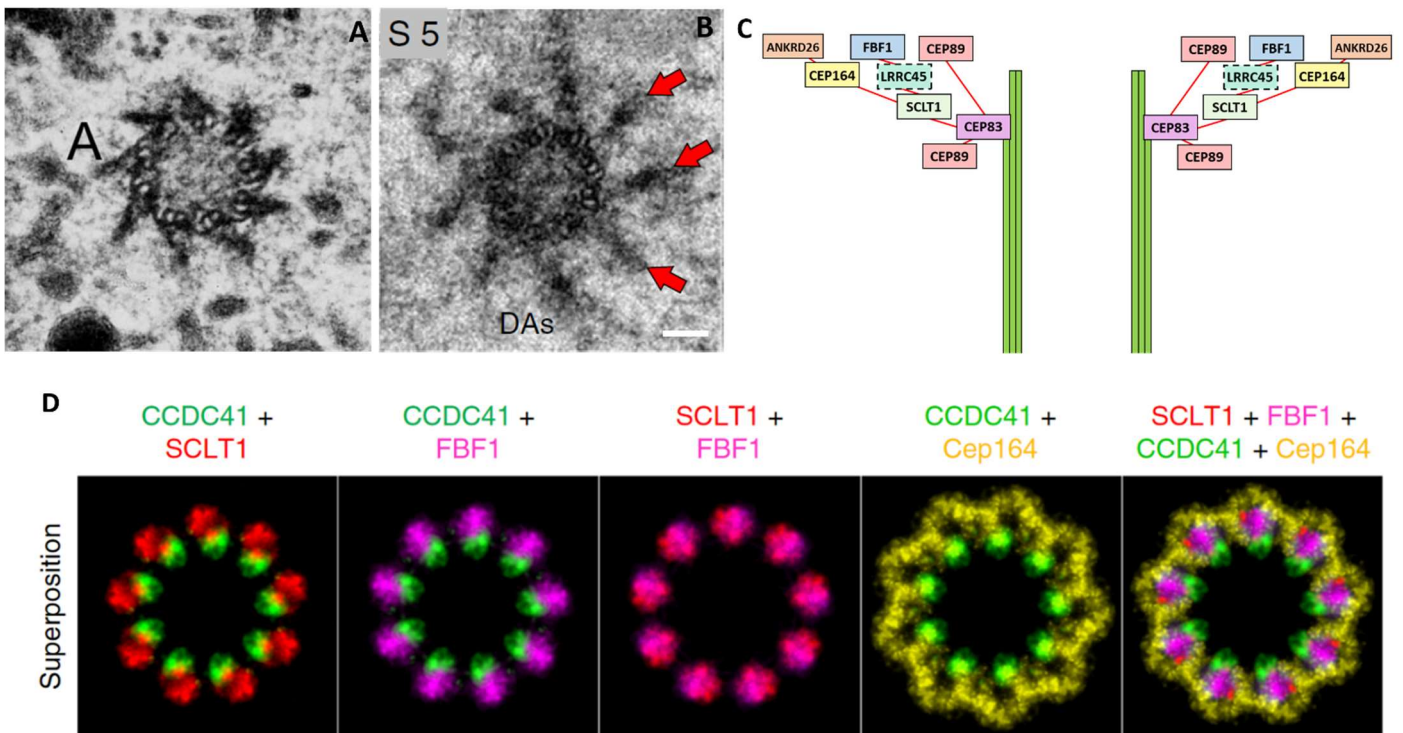 A
A
S 5
B
DAs
C
ANKRD26
FBF1
CEP89
CEP164
LRRC45
SCLT1
CEP83
CEP89
CEP89
FBF1
ANKRD26
LRRC45
CEP164
SCLT1
CEP83
CEP89
D
CCDC41 +
SCLT1
CCDC41 +
FBF1
SCLT1 +
FBF1
CCDC41 +
Cep164
SCLT1 + FBF1 +
CCDC41 + Cep164
Superposition